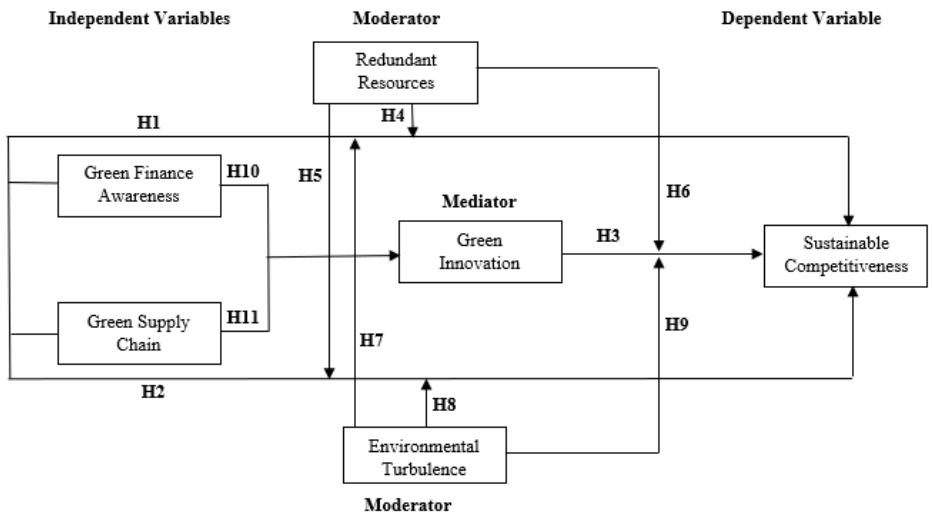 Independent Variables
Moderator
Dependent Variable
Redundant
Resources
H1
H4
Green Finance
Awareness
H10
H5
H6
Mediator
Green
Innovation
H3
Sustainable
Competitiveness
Green Supply
Chain
H11
H7
H9
H2
H8
Environmental
Turbulence
Moderator